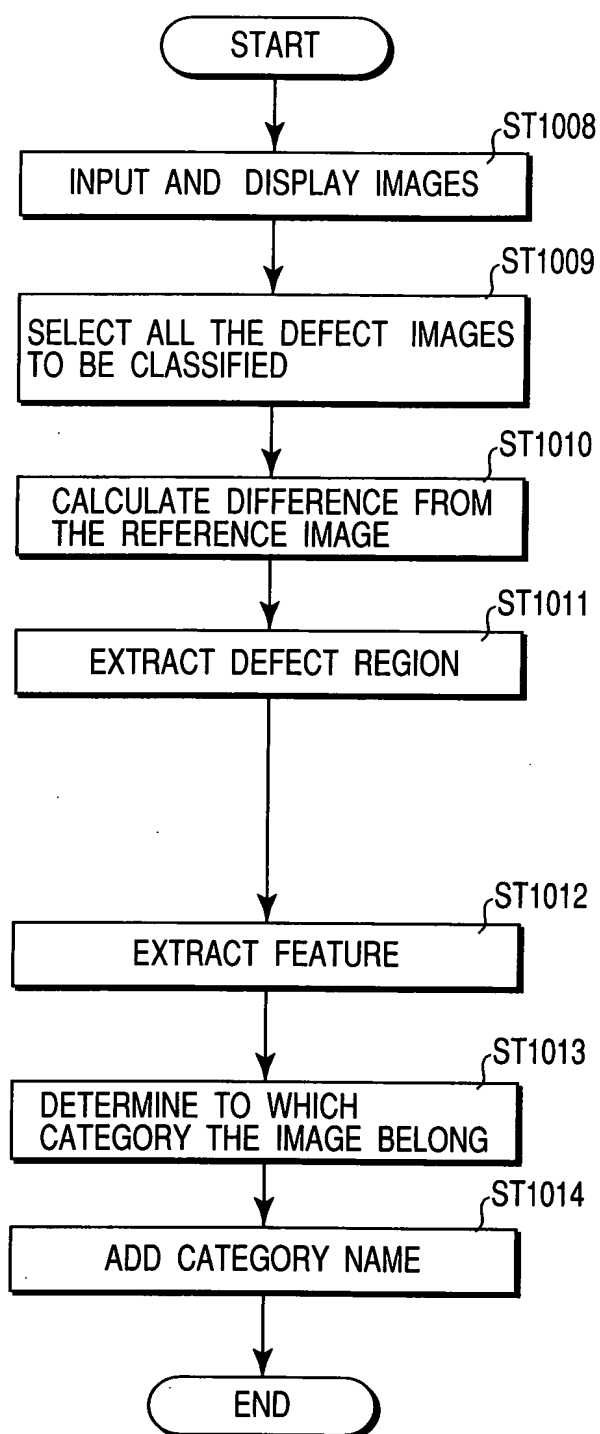 START
ST1008
INPUT AND DISPLAY IMAGES
ST1009
SELECT ALL THE DEFECT IMAGES
TO BE CLASSIFIED
ST1010
CALCULATE DIFFERENCE FROM
THE REFERENCE IMAGE
ST1011
EXTRACT DEFECT REGION
ST1012
EXTRACT FEATURE
ST1013
DETERMINE TO WHICH
CATEGORY THE IMAGE BELONG
ST1014
ADD CATEGORY NAME
END